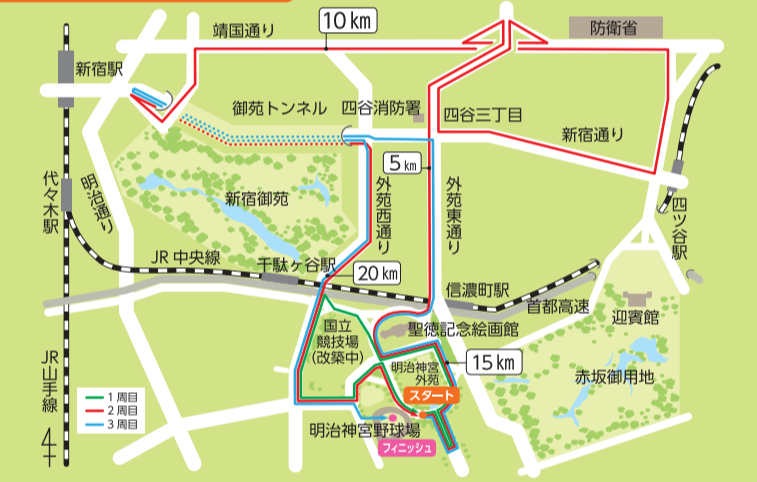 10km
靖国通り
防衛省
新宿駅
御苑トンネル
四谷消防署
四谷三丁目
新宿通り
5km
代々木駅
明治通り
新宿御苑
外苑西通り
外苑東通り
四ツ谷駅
JR中央線
千駄ヶ谷駅
20km
信濃町駅
首都高速
迎賓館
国立
競技場
(改築中)
聖徳記念絵画館
15km
明治神宮
外苑
赤坂御用地
JR山手線
スタート
1周目
2周目
3周目
明治神宮野球場
フィニッシュ